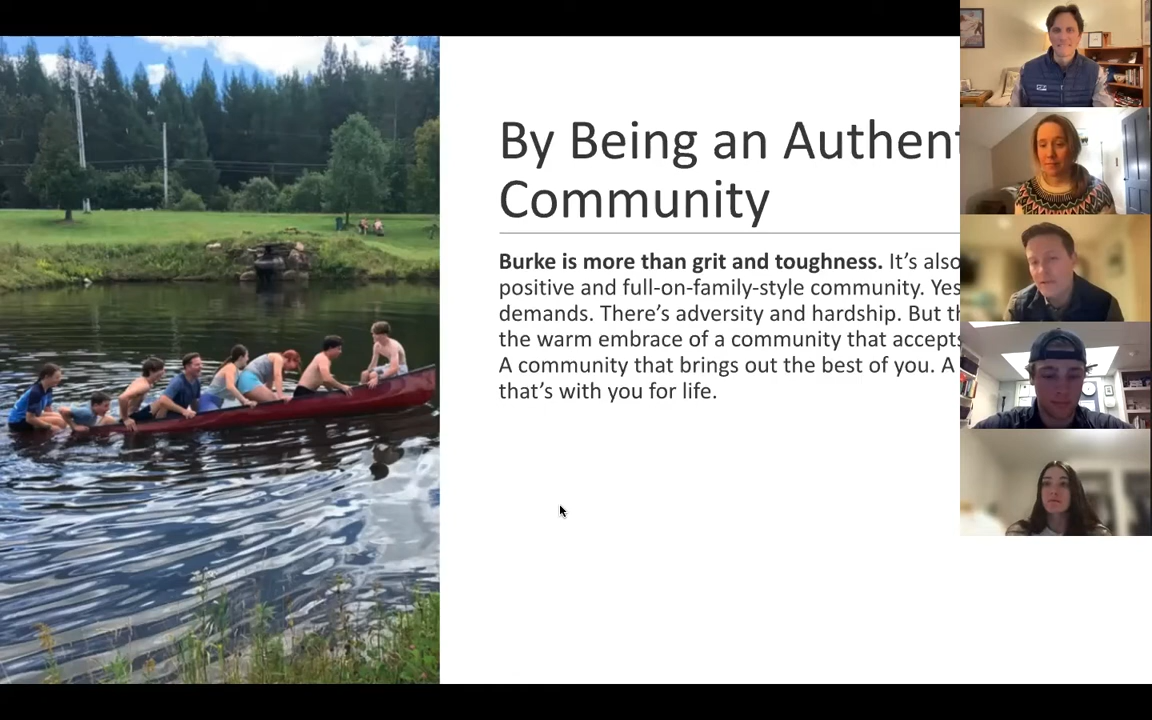 By Being an Authent
Community
Burke is more than grit and toughness. It's also
positive and full-on-family-style community. Yes
demands. There's adversity and hardship. But th
the warm embrace of a community that accepts
A community that brings out the best of you. A
that's with you for life.